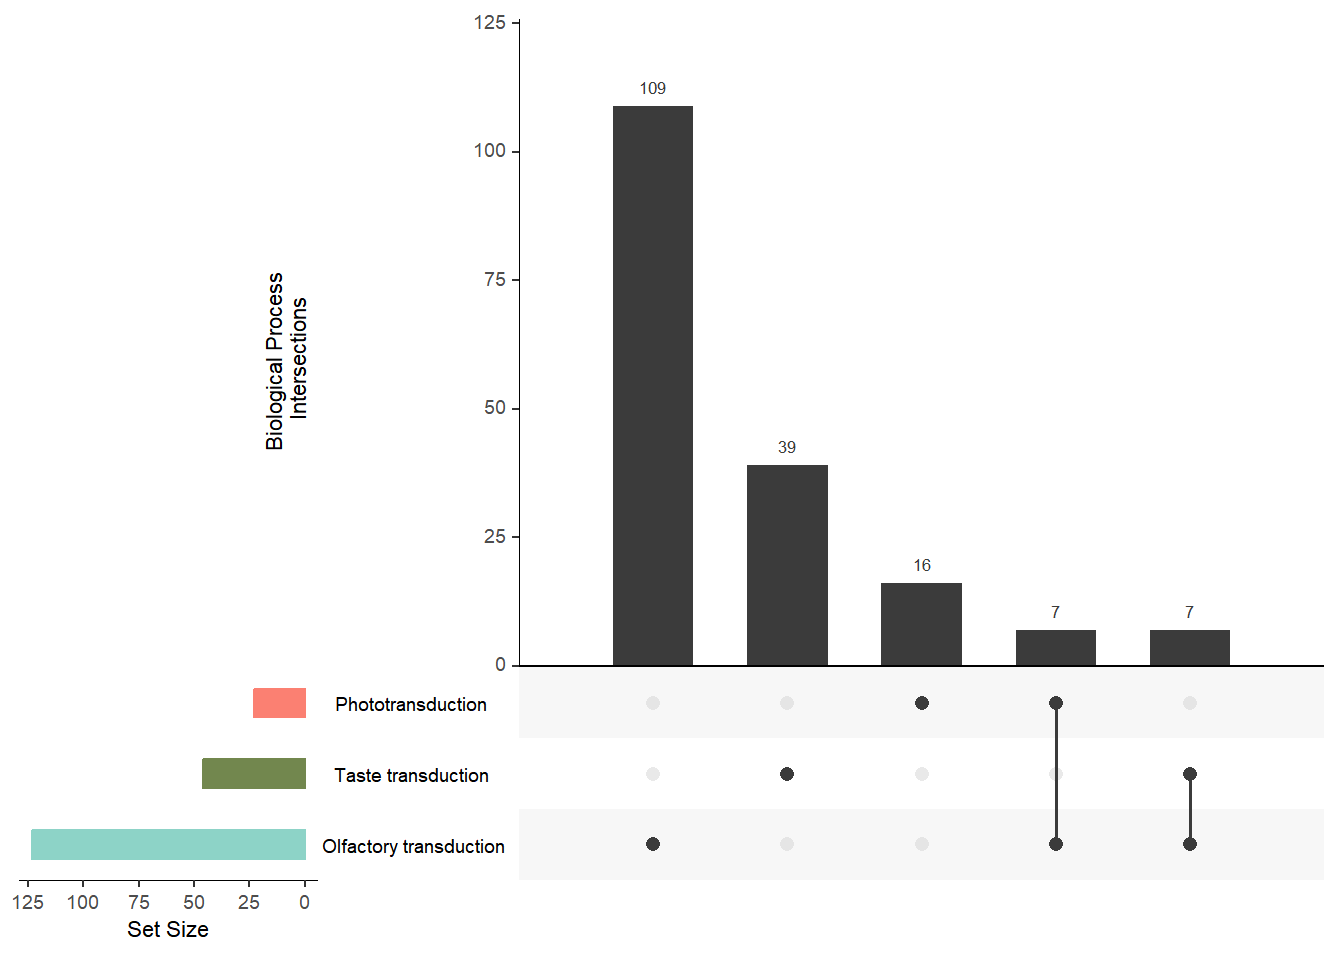 125
109
100
75
Biological Process
Intersections
50
39
25
16
7
7
0
Phototransduction
Taste transduction
Olfactory transduction
125 100 75 50 25 0
Set Size